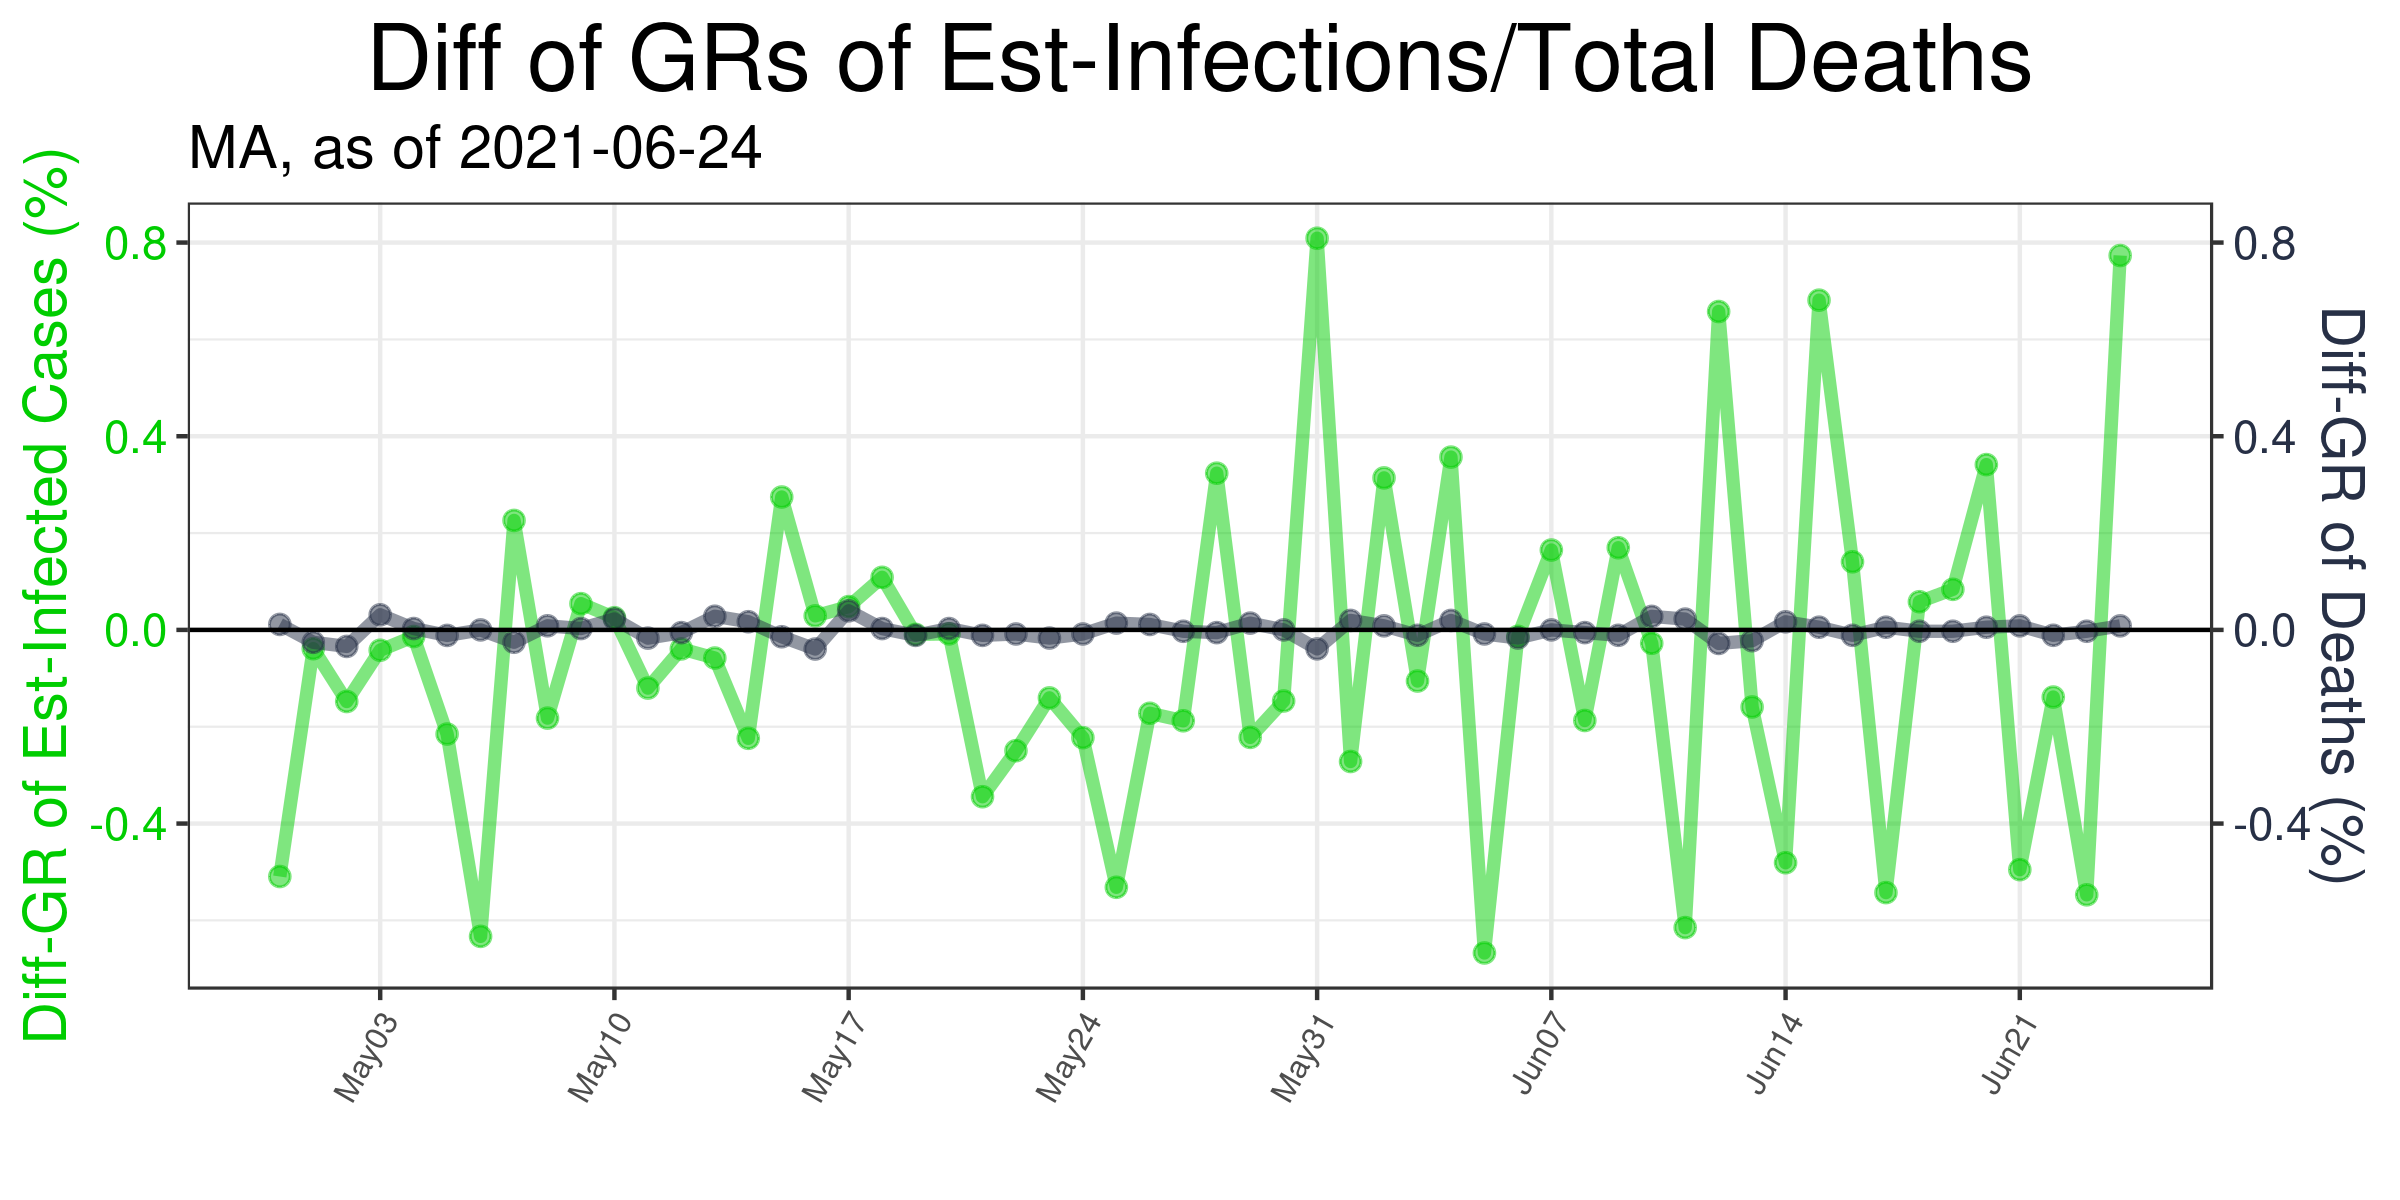 Diff of GRs of Est-Infections/Total Deaths
MA, as of 2021-06-24
Diff-GR of Est-Infected Cases (%)
0.8
0.4
0.0
-0.4
0.8
0.4
0.0
-0.4
Diff-GR of Deaths (%)
May03
May10
May17
May24
May31
Jun07
Jun14
Jun21